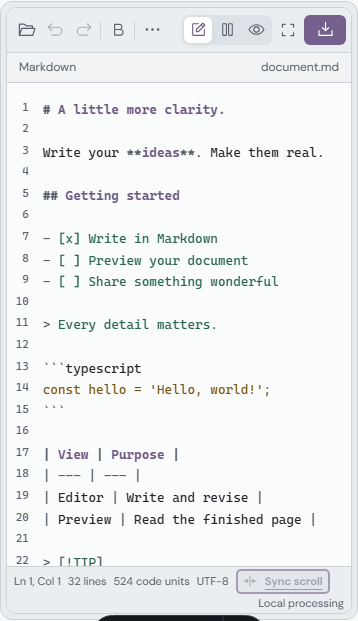 B
Markdown document.md
1 # A little more clarity.
2
3 Write your **ideas**. Make them real.
4
5 ## Getting started
6
7 - [x] Write in Markdown
8 - [ ] Preview your document
9 - [ ] Share something wonderful
10
11 > Every detail matters.
12
13 ```typescript
14 const hello = 'Hello, world!';
15 ```
16
17 | View | Purpose |
18 | --- | --- |
19 | Editor | Write and revise |
20 | Preview | Read the finished page |
21
22 > [!TIP]
Ln 1, Col 1 32 lines 524 code units UTF-8 Sync scroll
Local processing